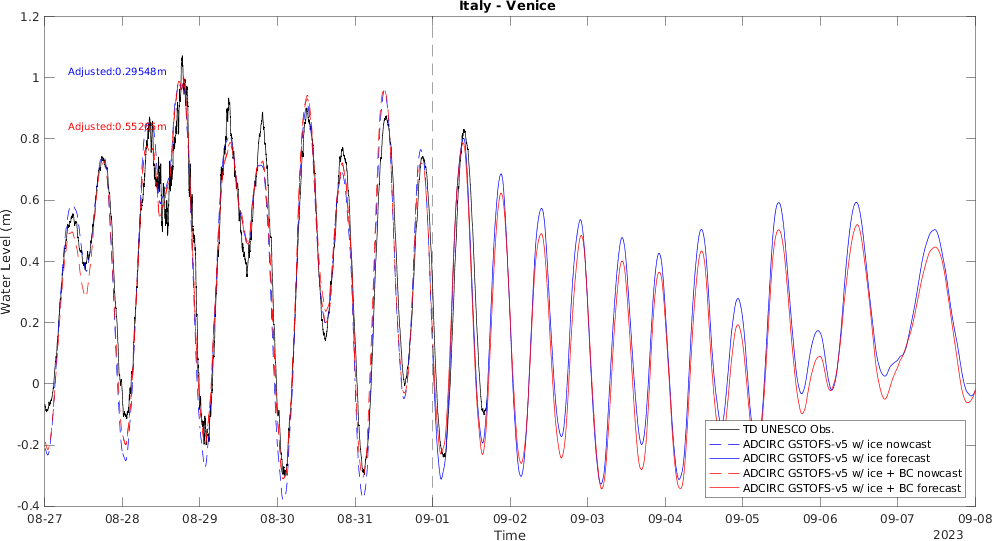 Italy - Venice
Water Level (m)
1.2
1
0.8
0.6
0.4
0.2
0
-0.2
-0.4
Adjusted:0.29548m
Adjusted:0.552
TD UNESCO Obs.
ADCIRC GSTOFS-v5 w/ ice nowcast
ADCIRC GSTOFS-v5 w/ ice forecast
ADCIRC GSTOFS-v5 w/ ice + BC nowcast
ADCIRC GSTOFS-v5 w/ ice + BC forecast
08-27 08-28 08-29 08-30 08-31 09-01 09-02 09-03 09-04 09-05 09-06 09-07 09-08
Time
2023